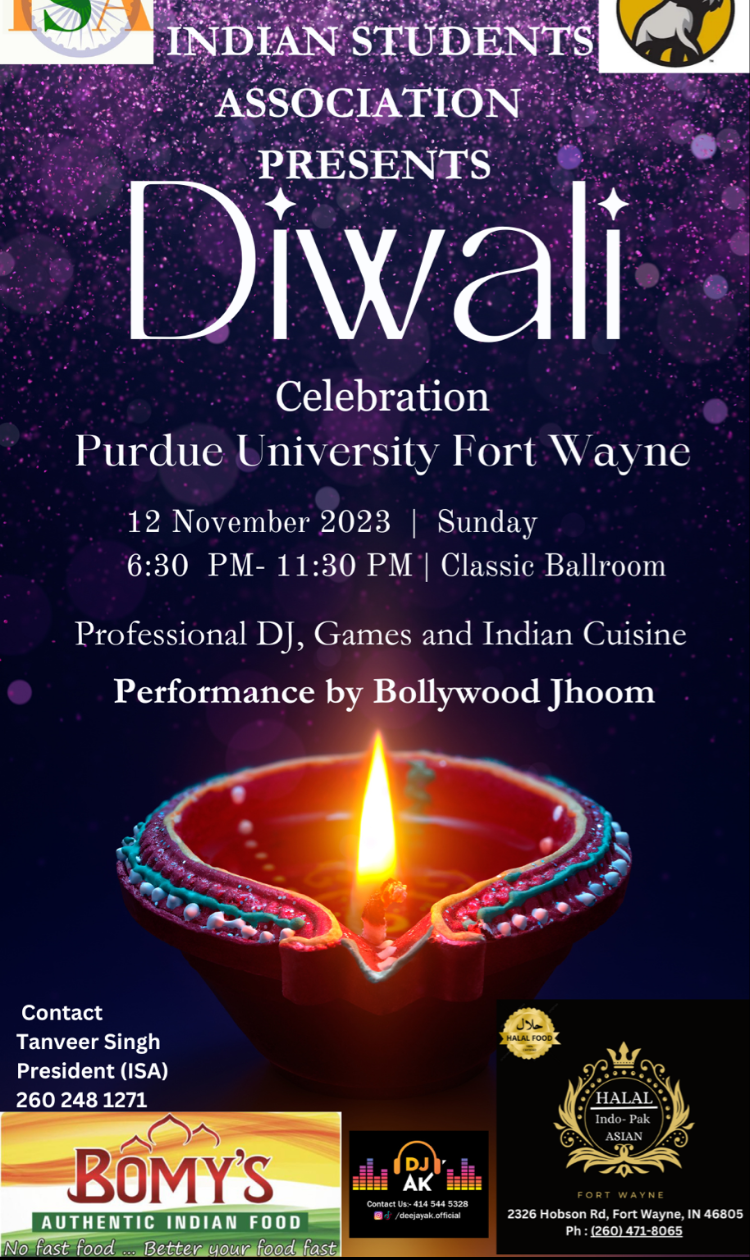 ISA
INDIAN STUDENTS
ASSOCIATION
PRESENTS
Diwali
Celebration
Purdue University Fort Wayne
12 November 2023 | Sunday
6:30 PM- 11:30 PM | Classic Ballroom
Professional DJ, Games and Indian Cuisine
Performance by Bollywood Jhoom
Contact
Tanveer Singh
President (ISA)
260 248 1271
BOMY'S
AUTHENTIC INDIAN FOOD
No fast food ... Better your food fast
DJ
AK
Contact Us:- 414 544 5328
/deejayak.official
حلال
HALAL FOOD
HALAL
Indo- Pak
ASIAN
FORT WAYNE
2326 Hobson Rd, Fort Wayne, IN 46805
Ph : (260) 471-8065